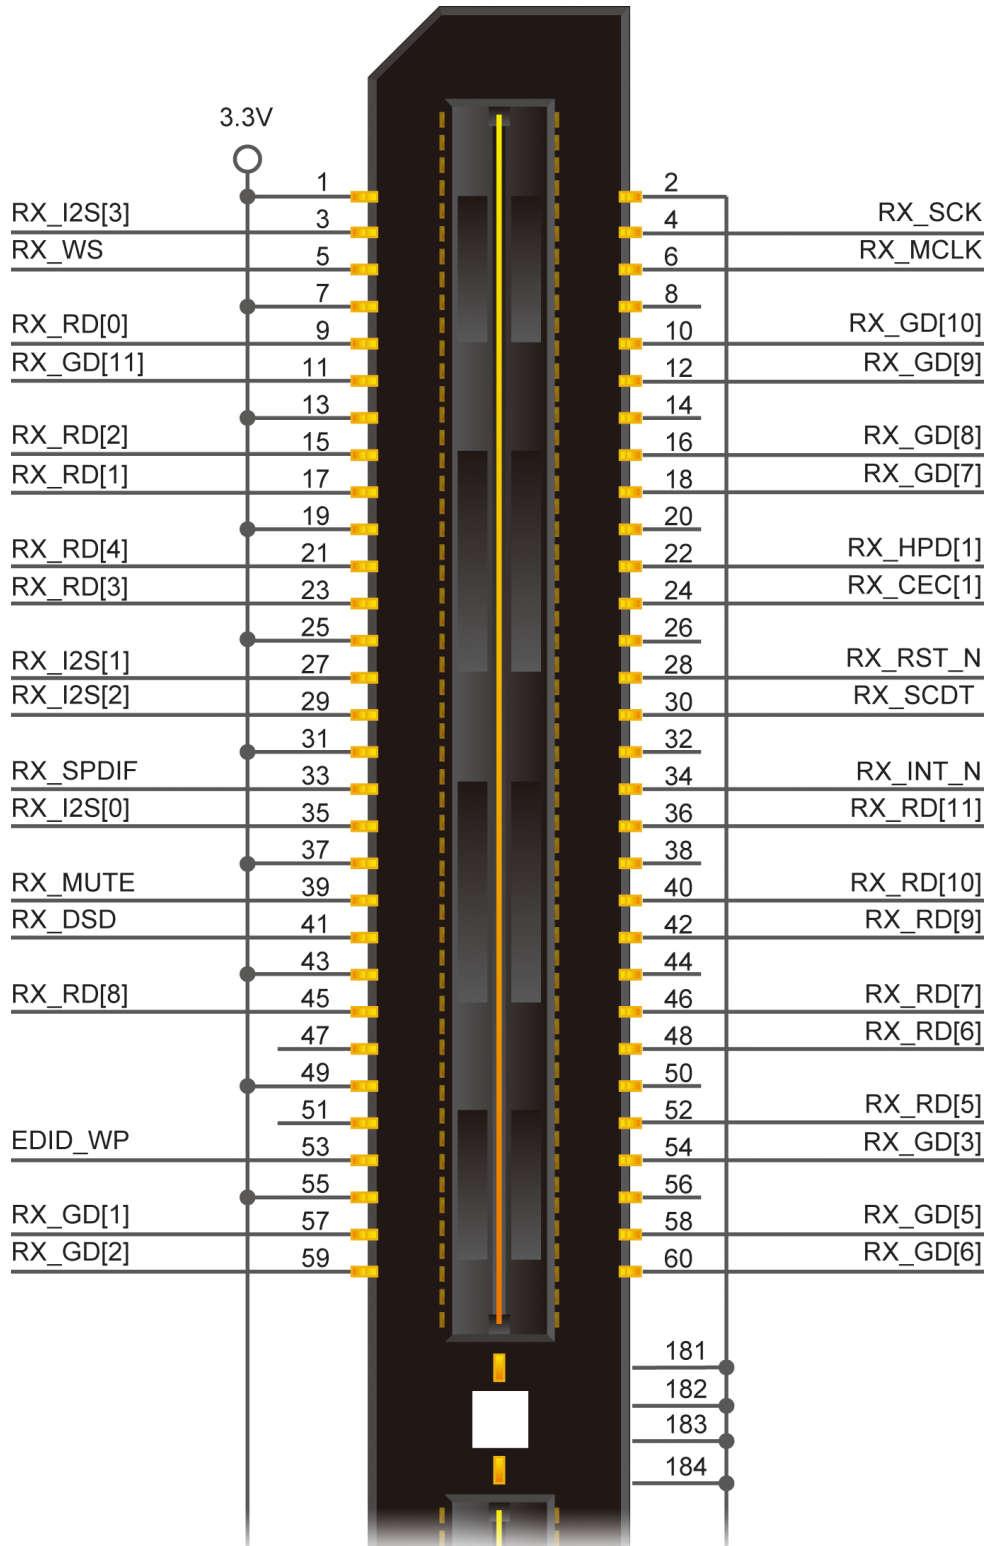 3.3V
1 2
RX_I2S[3] 3 4 RX_SCK
RX_WS 5 6 RX_MCLK
7 8
RX_RD[0] 9 10 RX_GD[10]
RX_GD[11] 11 12 RX_GD[9]
13 14
RX_RD[2] 15 16 RX_GD[8]
RX_RD[1] 17 18 RX_GD[7]
19 20
RX_RD[4] 21 22 RX_HPD[1]
RX_RD[3] 23 24 RX_CEC[1]
25 26
RX_I2S[1] 27 28 RX_RST_N
RX_I2S[2] 29 30 RX_SCDT
31 32
RX_SPDIF 33 34 RX_INT_N
RX_I2S[0] 35 36 RX_RD[11]
37 38
RX_MUTE 39 40 RX_RD[10]
RX_DSD 41 42 RX_RD[9]
43 44
RX_RD[8] 45 46 RX_RD[7]
47 48 RX_RD[6]
49 50
51 52 RX_RD[5]
EDID_WP 53 54 RX_GD[3]
55 56
RX_GD[1] 57 58 RX_GD[5]
RX_GD[2] 59 60 RX_GD[6]
181
182
183
184